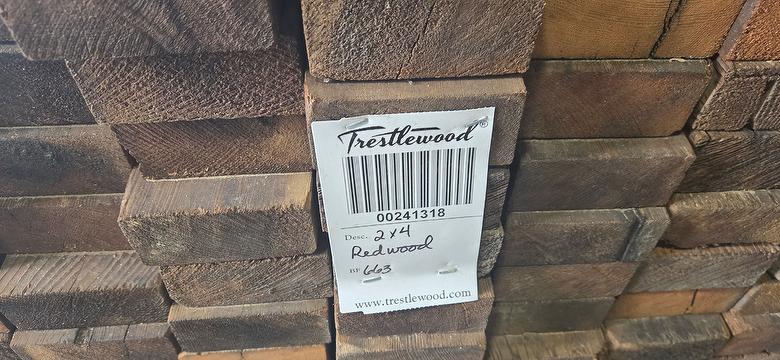 Trestlewood®
00241318
Desc. 2x4
Redwood
BF 663
www.trestlewood.com